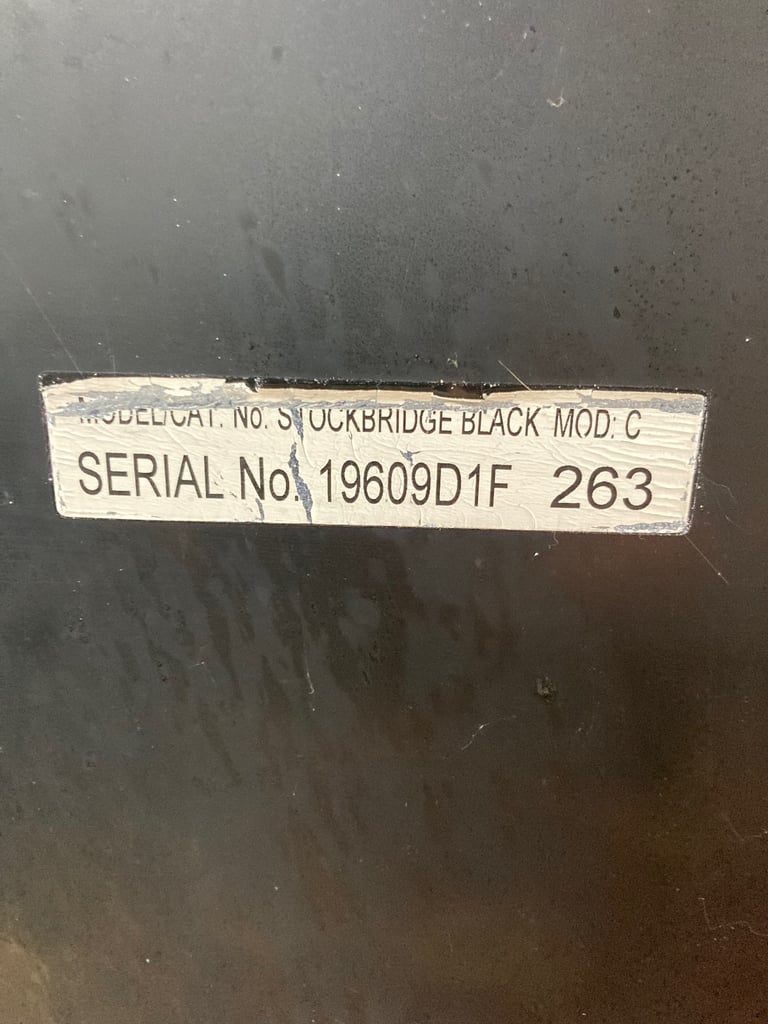 MODEL/CAT. No. STOCKBRIDGE BLACK MOD: C
SERIAL No. 19609D1F 263